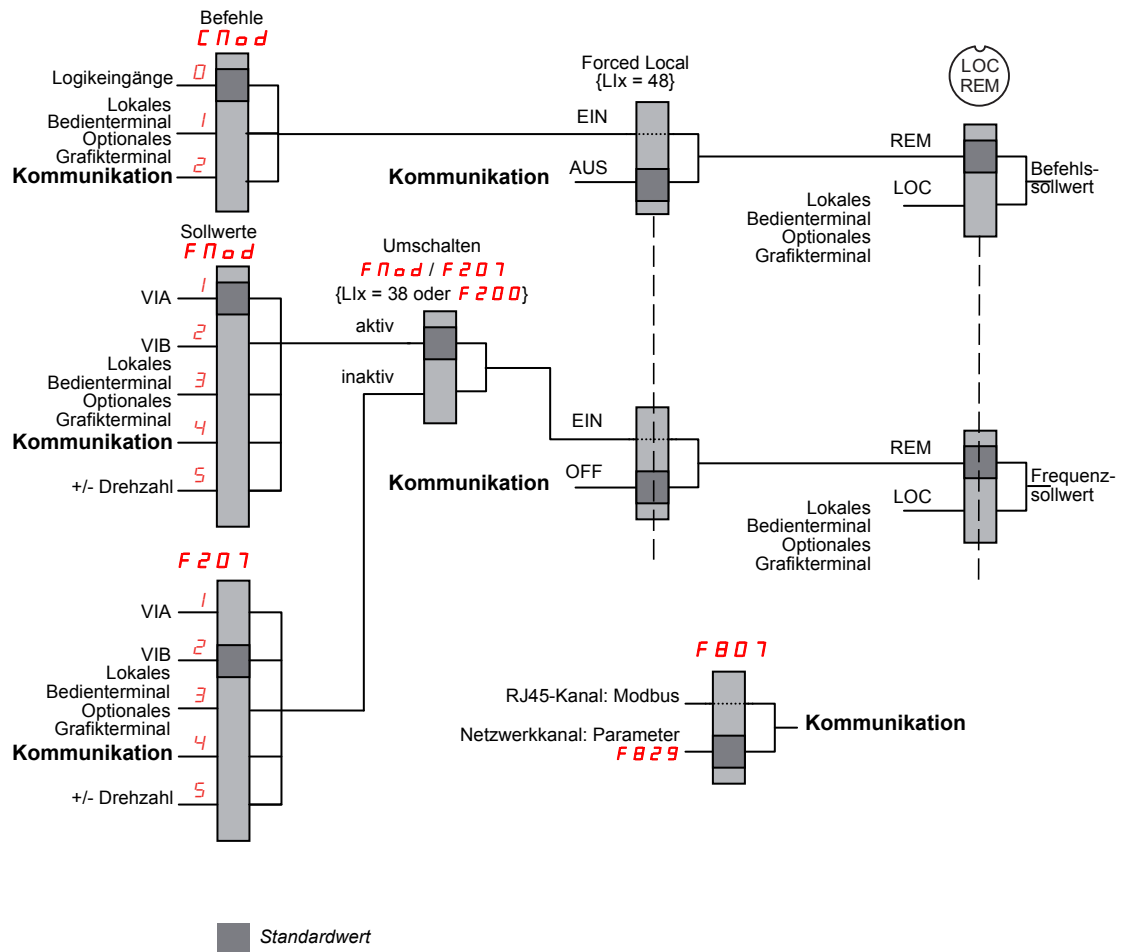 Befehle
CMod
Logikeingänge 0
Lokales
Bedienterminal 1
Optionales
Grafikterminal 2
Kommunikation
Forced Local
{LIx = 48}
EIN
Kommunikation AUS
LOC
REM
REM
LOC
Lokales
Bedienterminal
Optionales
Grafikterminal
Befehls-
sollwert
Sollwerte
FMod
VIA 1
VIB 2
Lokales
Bedienterminal 3
Optionales
Grafikterminal
Kommunikation 4
+/- Drehzahl 5
Umschalten
FMod / F207
{LIx = 38 oder F200}
aktiv
inaktiv
EIN
Kommunikation OFF
REM
LOC
Lokales
Bedienterminal
Optionales
Grafikterminal
Frequenz-
sollwert
F207
VIA 1
VIB 2
Lokales
Bedienterminal 3
Optionales
Grafikterminal
Kommunikation 4
+/- Drehzahl 5
F807
RJ45-Kanal: Modbus
Netzwerkkanal: Parameter
F829
Kommunikation
Standardwert